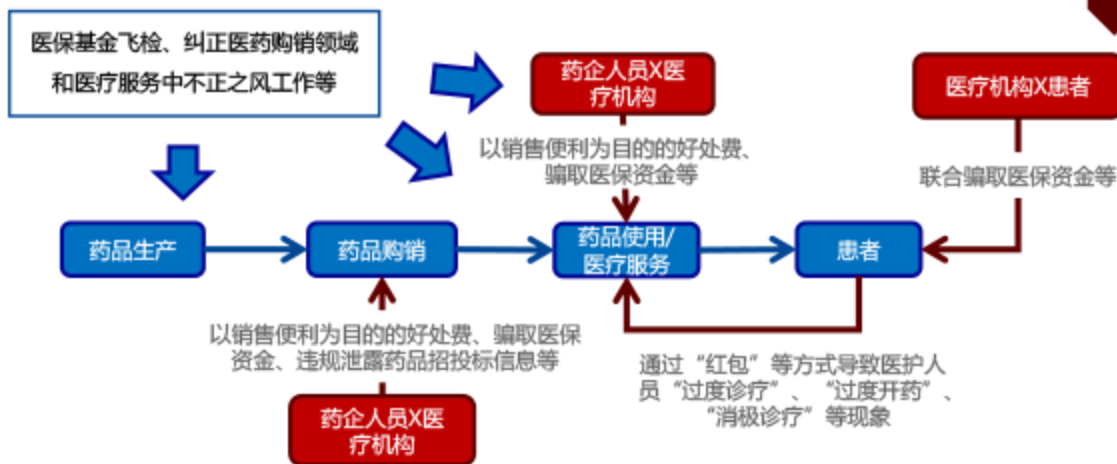 医保基金飞检、纠正医药购销领域
和医疗服务中不正之风工作等
药企人员X医
疗机构
医疗机构X患者
以销售便利为目的的好处费、
骗取医保资金等
联合骗取医保资金等
药品生产
药品购销
药品使用/
医疗服务
患者
以销售便利为目的的好处费、骗取医保
资金、违规泄露药品招投标信息等
通过“红包”等方式导致医护人
员“过度诊疗”、“过度开药”、
“消极诊疗”等现象
药企人员X医
疗机构